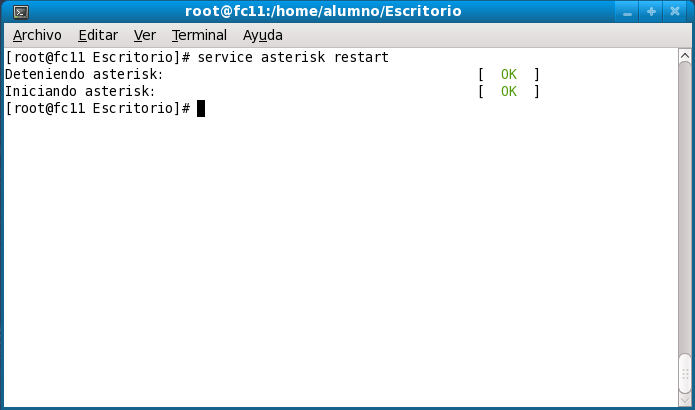 root@fc11:/home/alumno/Escritorio
Archivo Editar Ver Terminal Ayuda
[root@fc11 Escritorio]# service asterisk restart
Deteniendo asterisk: [ OK ]
Iniciando asterisk: [ OK ]
[root@fc11 Escritorio]#